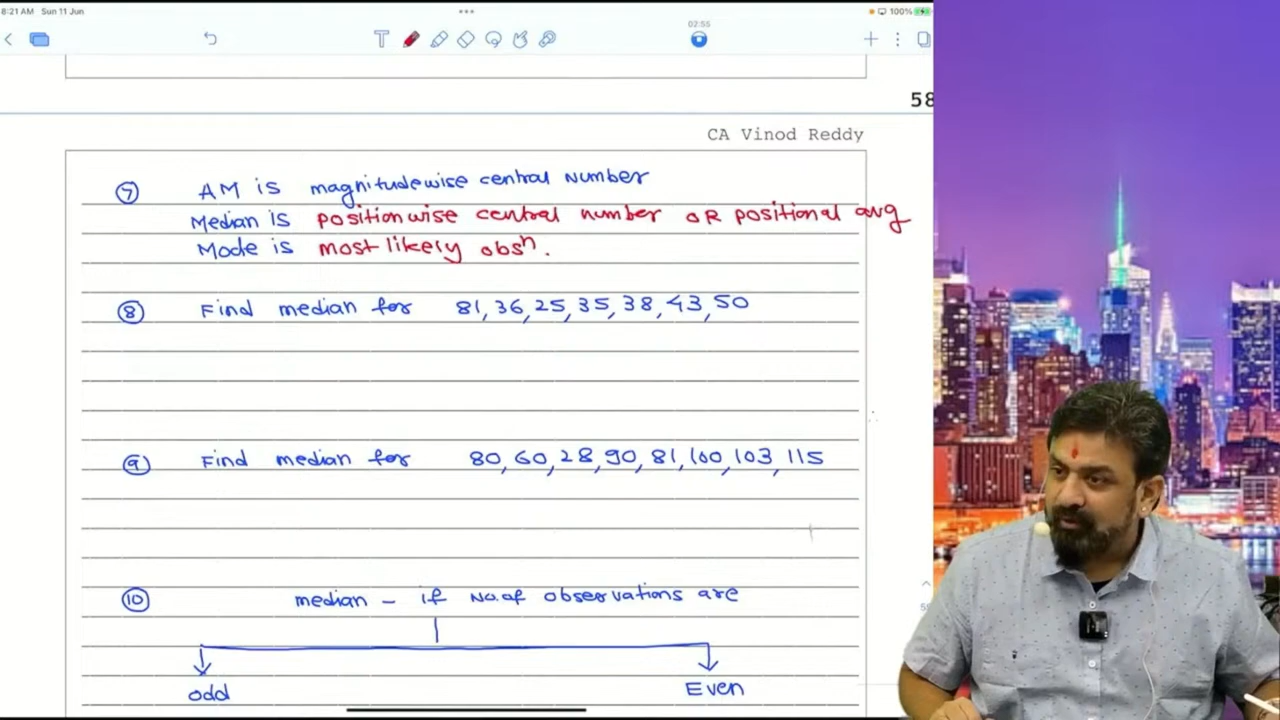 8:21 AM Sun 11 Jun
100%
02:55
T
58
CA Vinod Reddy
7 AM is magnitudewise central number
Median is positionwise central number OR positional avg
Mode is most likely obsn.
8 Find median for 81, 36, 25, 35, 38, 43, 50
9 Find median for 80, 60, 28, 90, 81, 100, 103, 115
10 median - if No. of observations are
odd Even